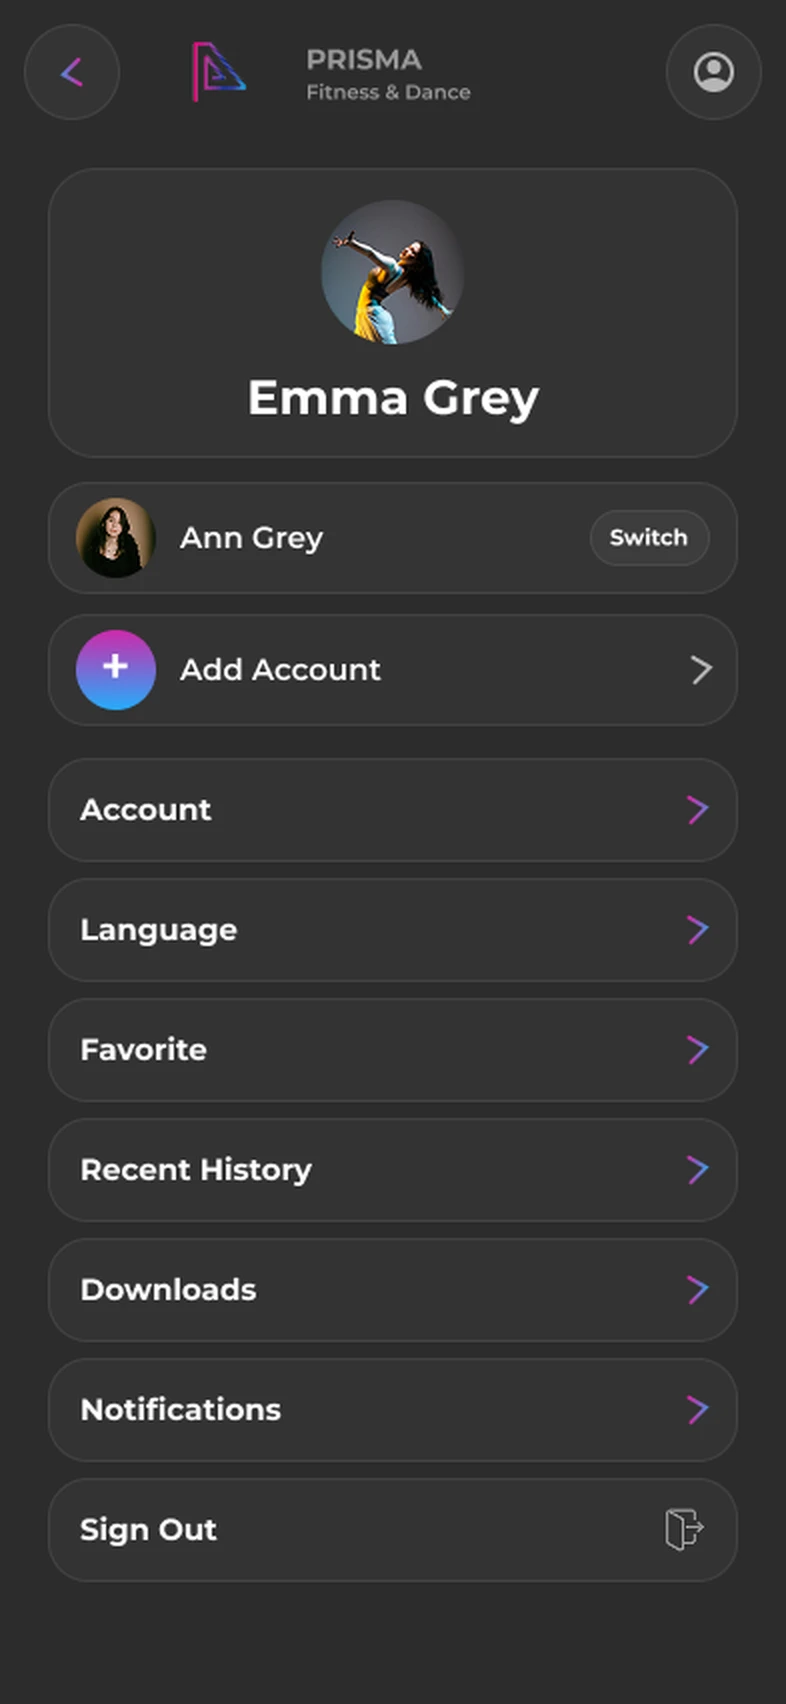 PRISMA
Fitness & Dance
Emma Grey
Ann Grey
Switch
Add Account
Account
Language
Favorite
Recent History
Downloads
Notifications
Sign Out